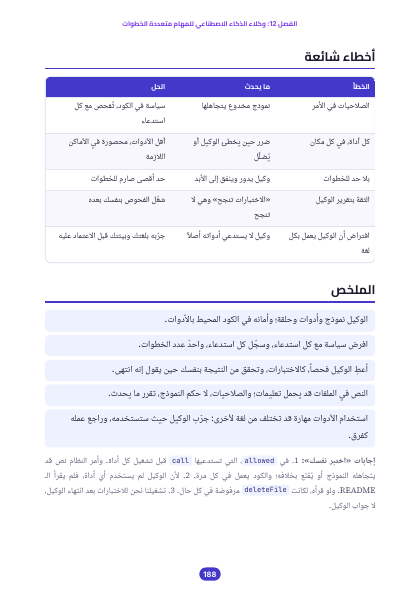 الفصل 12: وكلاء الذكاء الاصطناعي للمهام متعددة الخطوات
أخطاء شائعة
الخطأ ما يحدث الحل
الصلاحيات في الأمر نموذج مخدوع يتجاهلها سياسة في الكود، تُفحص مع كل
استدعاء
كل أداة، في كل مكان ضرر حين يخطئ الوكيل أو أقل الأدوات، محصورة في الأماكن
يُضلَّل اللازمة
بلا حد للخطوات وكيل يدور وينفق إلى الأبد حد أقصى صارم للخطوات
الثقة بتقرير الوكيل «الاختبارات تنجح» وهي لا شغّل الفحوص بنفسك بعده
تنجح
افتراض أن الوكيل يعمل بكل وكيل لا يستدعي أدواته أصلاً جرّبه بلغتك وبيئتك قبل الاعتماد عليه
لغة
الملخص
الوكيل نموذج وأدوات وحلقة؛ وأمانه في الكود المحيط بالأدوات.
افرض سياسة مع كل استدعاء، وسجّل كل استدعاء، واحدّ عدد الخطوات.
أعطِ الوكيل فحصاً، كالاختبارات، وتحقق من النتيجة بنفسك حين يقول إنه انتهى.
النص في الملفات قد يحمل تعليمات؛ والصلاحيات، لا حكم النموذج، تقرر ما يحدث.
استخدام الأدوات مهارة قد تختلف من لغة لأخرى: جرّب الوكيل حيث ستستخدمه، وراجع عمله
كفرق.
إجابات «اختبر نفسك»: 1. في allowed، التي تستدعيها call قبل تشغيل كل أداة. وأمر النظام نص قد
يتجاهله النموذج أو يُقنَع بخلافه؛ والكود يعمل في كل مرة. 2. لأن الوكيل لم يستخدم أي أداة، فلم يقرأ الـ
README. ولو قرأه، لكانت deleteFile مرفوضة في كل حال. 3. تشغيلنا نحن للاختبارات بعد انتهاء الوكيل،
لا جواب الوكيل.
188